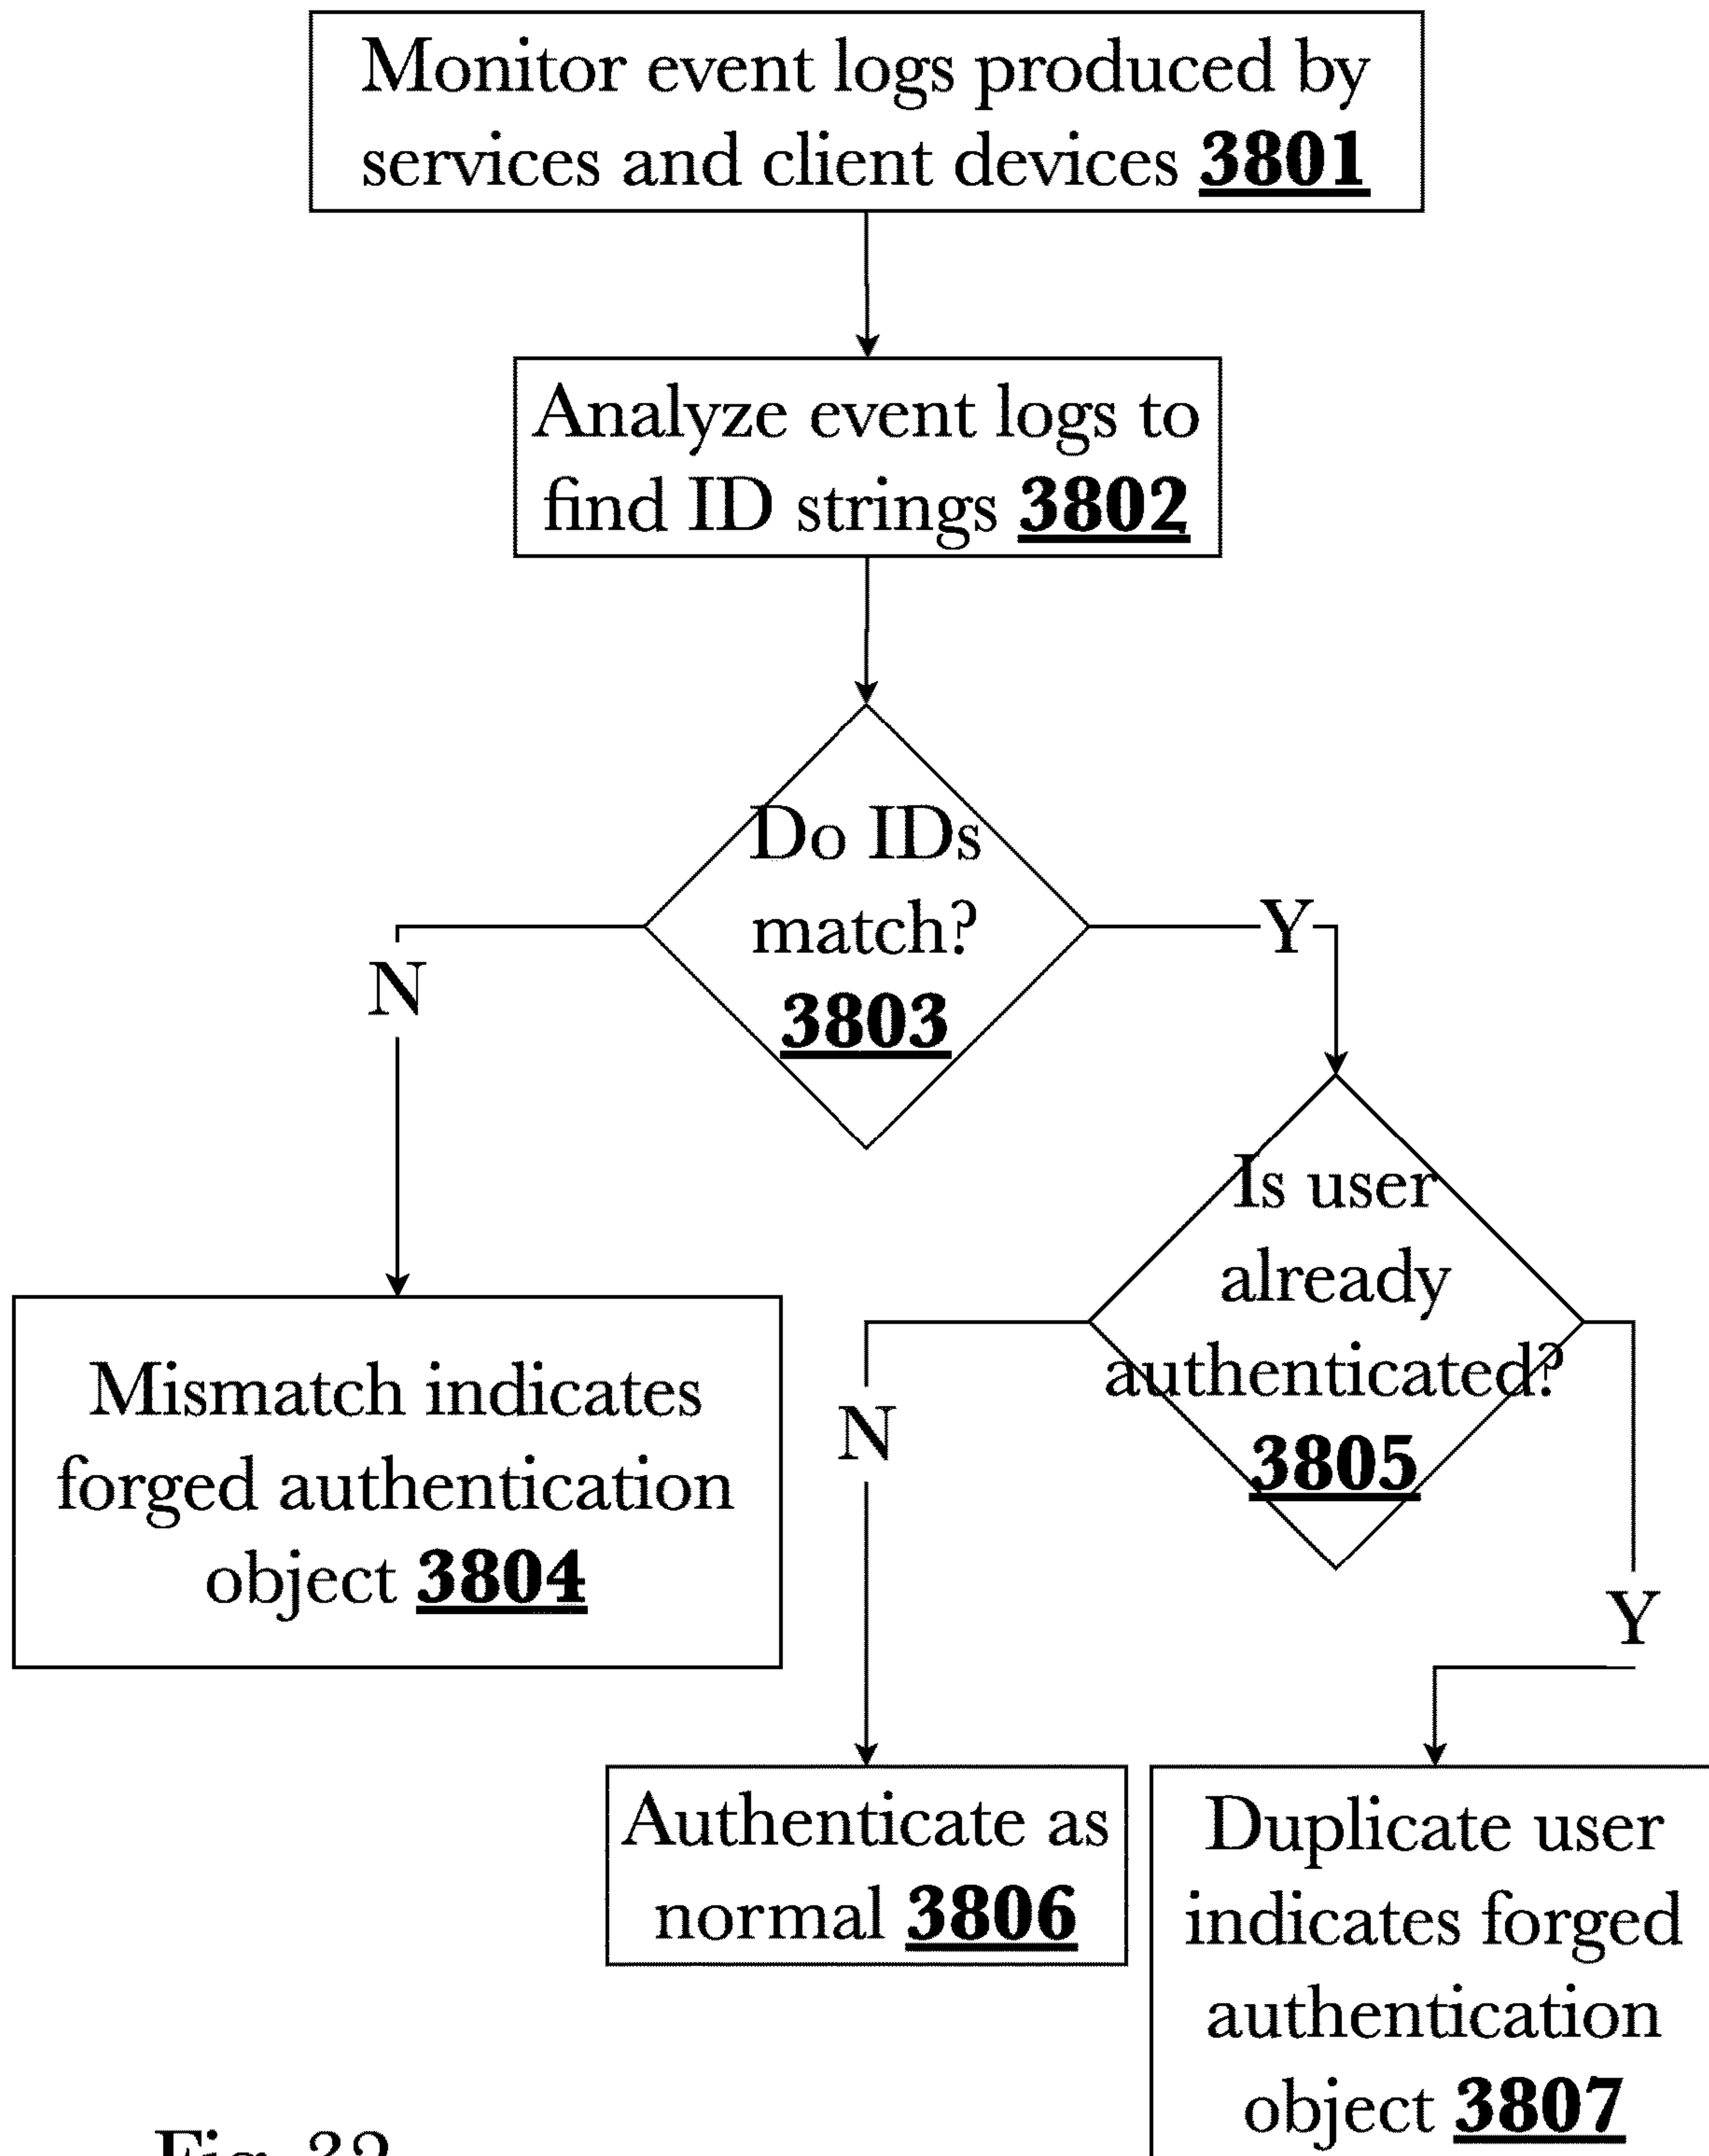 Monitor event logs produced by
services and client devices 3801
Analyze event logs to
find ID strings 3802
Do IDs
match?
3803
N
Y
Is user
already
authenticated?
3805
Mismatch indicates
forged authentication
object 3804
N
Y
Authenticate as
normal 3806
Duplicate user
indicates forged
authentication
object 3807
Fig. 32